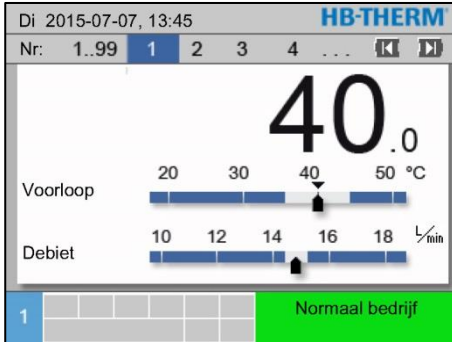 Di 2015-07-07, 13:45 HB-THERM®
Nr: 1..99 1 2 3 4 ...
40.0
20 30 40 50 °C
Voorloop
10 12 14 16 18 L/min
Debiet
1 Normaal bedrijf